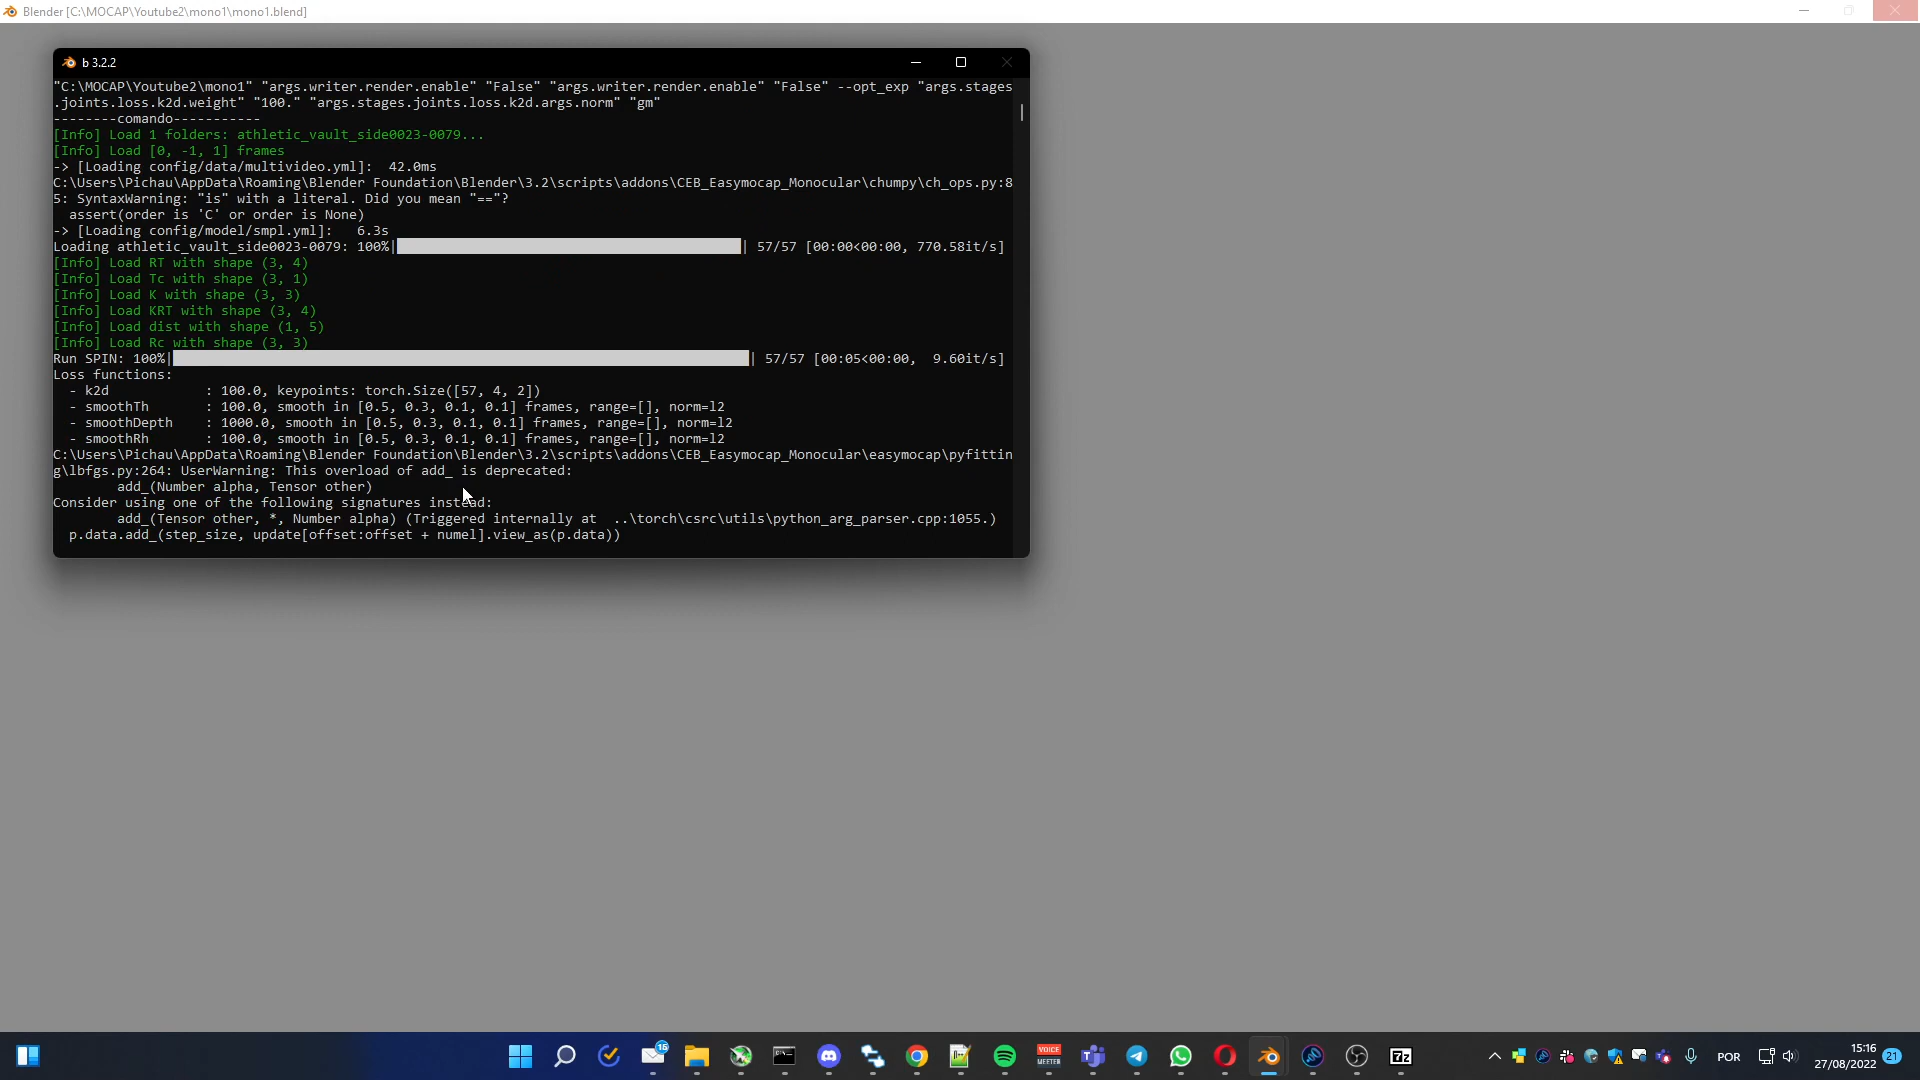 Blender [C:\MOCAP\Youtube2\mono1\mono1.blend]
b 3.2.2
"C:\MOCAP\Youtube2\mono1" "args.writer.render.enable" "False" "args.writer.render.enable" "False" --opt_exp "args.stages
.joints.loss.k2d.weight" "100." "args.stages.joints.loss.k2d.args.norm" "gm"
--------comando-----------
[Info] Load 1 folders: athletic_vault_side0023-0079...
[Info] Load [0, -1, 1] frames
-> [Loading config/data/multivideo.yml]:  42.0ms
C:\Users\Pichau\AppData\Roaming\Blender Foundation\Blender\3.2\scripts\addons\CEB_Easymocap_Monocular\chumpy\ch_ops.py:8
5: SyntaxWarning: "is" with a literal. Did you mean "=="?
  assert(order is 'C' or order is None)
-> [Loading config/model/smpl.yml]:   6.3s
Loading athletic_vault_side0023-0079: 100%| | 57/57 [00:00<00:00, 770.58it/s]
[Info] Load RT with shape (3, 4)
[Info] Load Tc with shape (3, 1)
[Info] Load K with shape (3, 3)
[Info] Load KRT with shape (3, 4)
[Info] Load dist with shape (1, 5)
[Info] Load Rc with shape (3, 3)
Run SPIN: 100%| | 57/57 [00:05<00:00,  9.60it/s]
Loss functions:
  - k2d         : 100.0, keypoints: torch.Size([57, 4, 2])
  - smoothTh    : 100.0, smooth in [0.5, 0.3, 0.1, 0.1] frames, range=[], norm=l2
  - smoothDepth : 1000.0, smooth in [0.5, 0.3, 0.1, 0.1] frames, range=[], norm=l2
  - smoothRh    : 100.0, smooth in [0.5, 0.3, 0.1, 0.1] frames, range=[], norm=l2
C:\Users\Pichau\AppData\Roaming\Blender Foundation\Blender\3.2\scripts\addons\CEB_Easymocap_Monocular\easymocap\pyfittin
g\lbfgs.py:264: UserWarning: This overload of add_ is deprecated:
        add_(Number alpha, Tensor other)
Consider using one of the following signatures instead:
        add_(Tensor other, *, Number alpha) (Triggered internally at  ..\torch\csrc\utils\python_arg_parser.cpp:1055.)
  p.data.add_(step_size, update[offset:offset + numel].view_as(p.data))
15
VOICE
MEETER
7z
POR
15:16
27/08/2022
21